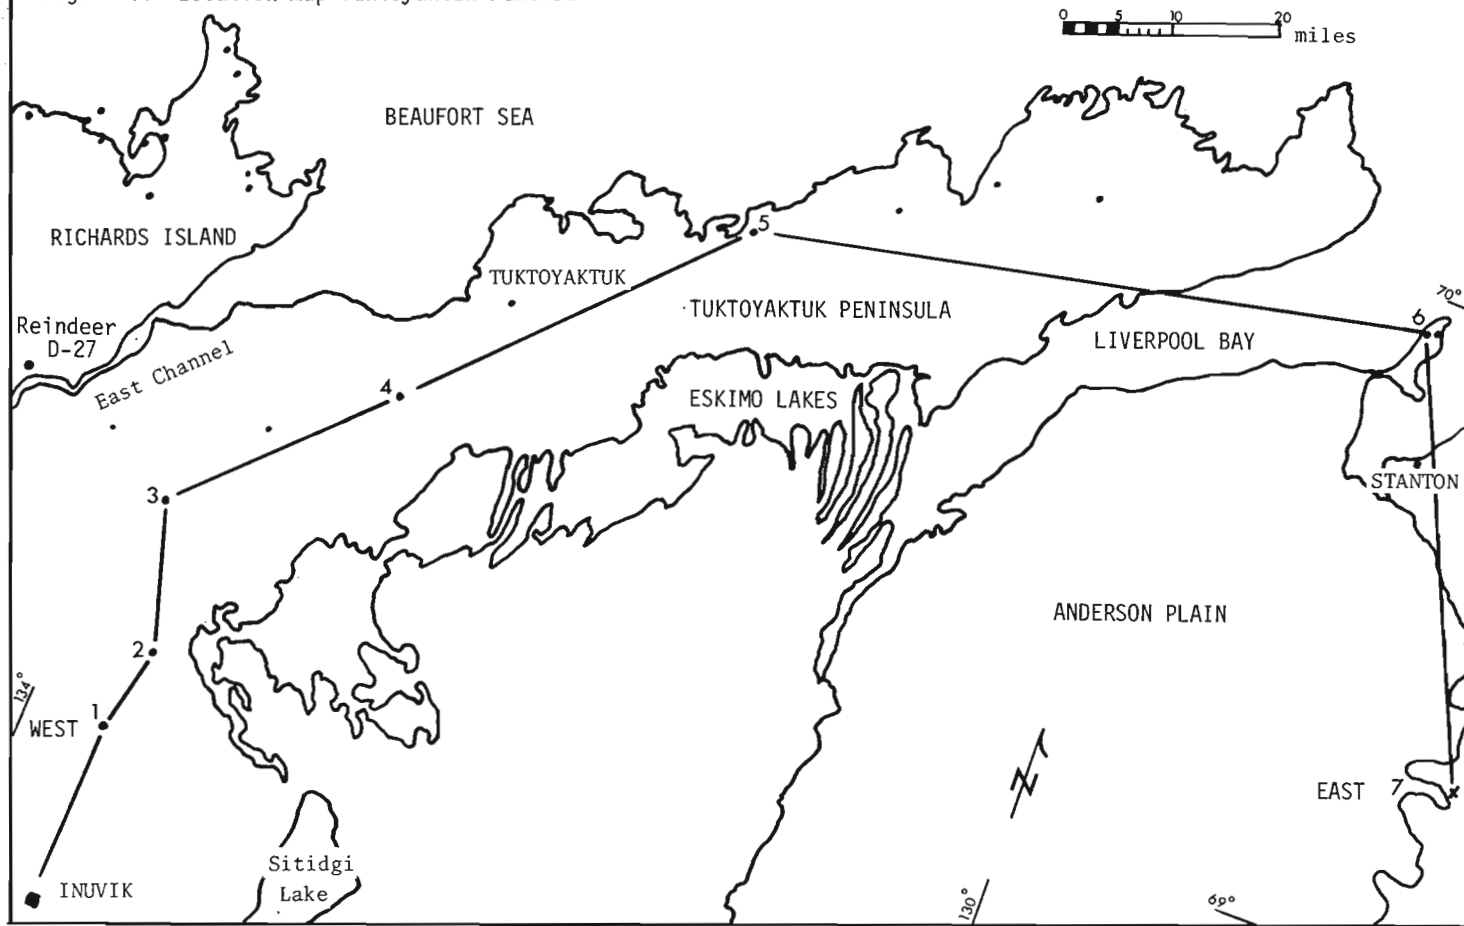 0 5 10 20
miles
BEAUFORT SEA
RICHARDS ISLAND
5
TUKTOYAKTUK
TUKTOYAKTUK PENINSULA
70°
6
Reindeer
D-27
LIVERPOOL BAY
East Channel
4
ESKIMO LAKES
3
STANTON
ANDERSON PLAIN
2
134°
1
WEST
N
EAST 7
Sitidgi
Lake
INUVIK
130°
69°